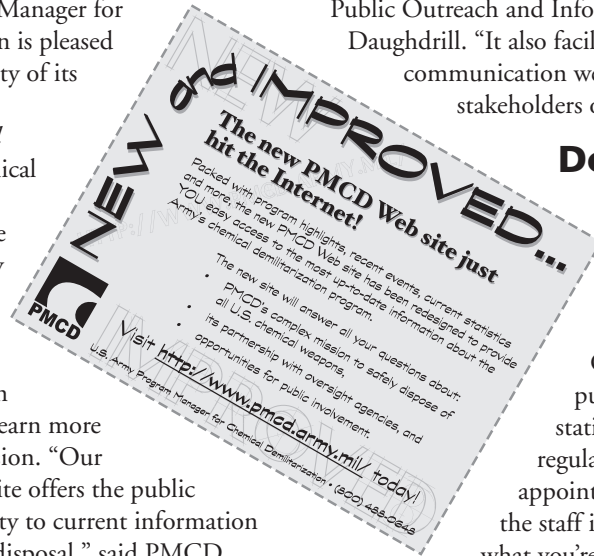 Manager for
n is pleased
ty of its
ical
e
n
earn more
ion. “Our
ite offers the public
ty to current information
disposal,” said PMCD
Public Outreach and Info
Daughdrill. “It also facil
communication we
stakeholders o
De
NEW and IMPROVED...
The new PMCD Web site just
hit the Internet!
Packed with program highlights, recent events, current statistics
and more, the new PMCD Web site has been redesigned to provide
YOU easy access to the most up-to-date information about the
Army’s chemical demilitarization program.
The new site will answer all your questions about:
• PMCD’s complex mission to safely dispose of
all U.S. chemical weapons,
• its partnership with oversight agencies, and
• opportunities for public involvement.
Visit http://www.pmcd.army.mil/ today!
U.S. Army Program Manager for Chemical Demilitarization • (800) 488-0648
PMCD
pu
stati
regula
appoint
the staff i
what you’re